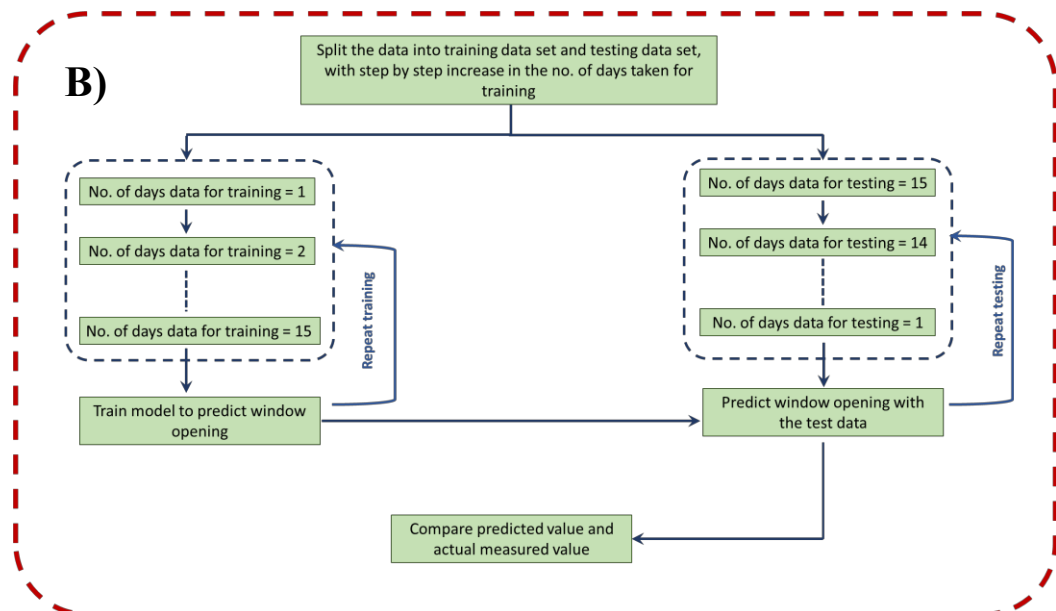 B)
Split the data into training data set and testing data set,
with step by step increase in the no. of days taken for
training
No. of days data for training = 1
No. of days data for training = 2
No. of days data for training = 15
Repeat training
Train model to predict window
opening
No. of days data for testing = 15
No. of days data for testing = 14
No. of days data for testing = 1
Repeat testing
Predict window opening with
the test data
Compare predicted value and
actual measured value